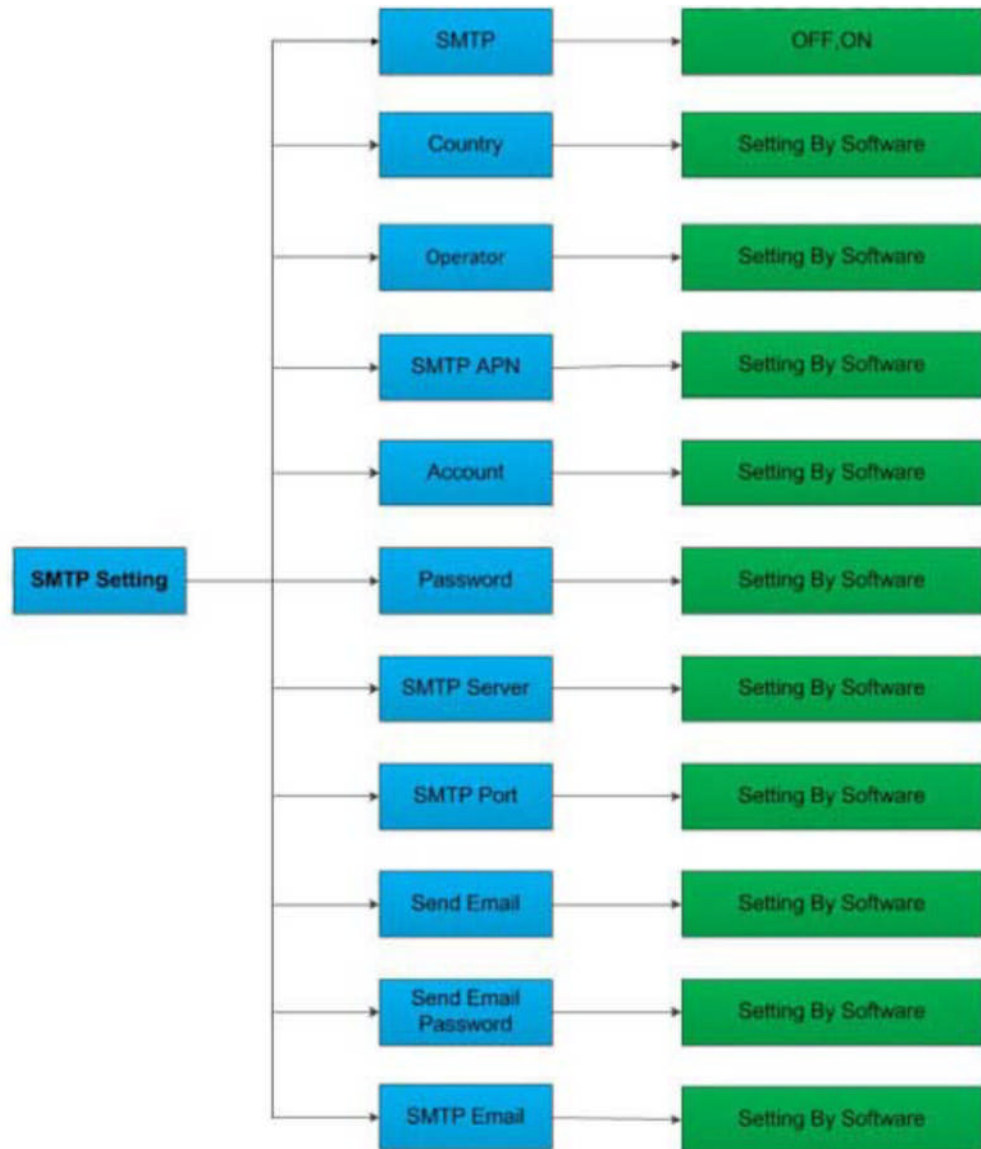 SMTP
OFF,ON
Country
Setting By Software
Operator
Setting By Software
SMTP APN
Setting By Software
Account
Setting By Software
SMTP Setting
Password
Setting By Software
SMTP Server
Setting By Software
SMTP Port
Setting By Software
Send Email
Setting By Software
Send Email
Password
Setting By Software
SMTP Email
Setting By Software